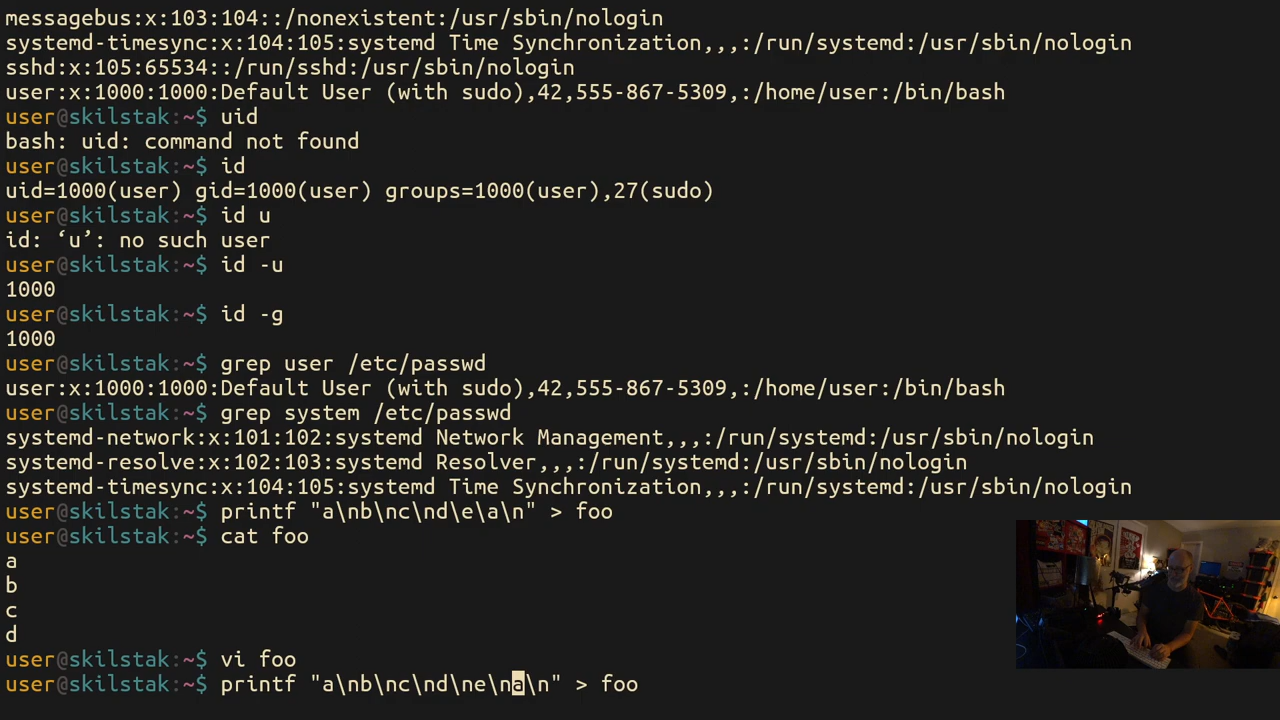 messagebus:x:103:104::/nonexistent:/usr/sbin/nologin
systemd-timesync:x:104:105:systemd Time Synchronization,,,:/run/systemd:/usr/sbin/nologin
sshd:x:105:65534::/run/sshd:/usr/sbin/nologin
user:x:1000:1000:Default User (with sudo),42,555-867-5309,:/home/user:/bin/bash
user@skilstak:~$ uid
bash: uid: command not found
user@skilstak:~$ id
uid=1000(user) gid=1000(user) groups=1000(user),27(sudo)
user@skilstak:~$ id u
id: ‘u’: no such user
user@skilstak:~$ id -u
1000
user@skilstak:~$ id -g
1000
user@skilstak:~$ grep user /etc/passwd
user:x:1000:1000:Default User (with sudo),42,555-867-5309,:/home/user:/bin/bash
user@skilstak:~$ grep system /etc/passwd
systemd-network:x:101:102:systemd Network Management,,,:/run/systemd:/usr/sbin/nologin
systemd-resolve:x:102:103:systemd Resolver,,,:/run/systemd:/usr/sbin/nologin
systemd-timesync:x:104:105:systemd Time Synchronization,,,:/run/systemd:/usr/sbin/nologin
user@skilstak:~$ printf "a\nb\nc\nd\e\a\n" > foo
user@skilstak:~$ cat foo
a
b
c
d
user@skilstak:~$ vi foo
user@skilstak:~$ printf "a\nb\nc\nd\ne\na\n" > foo